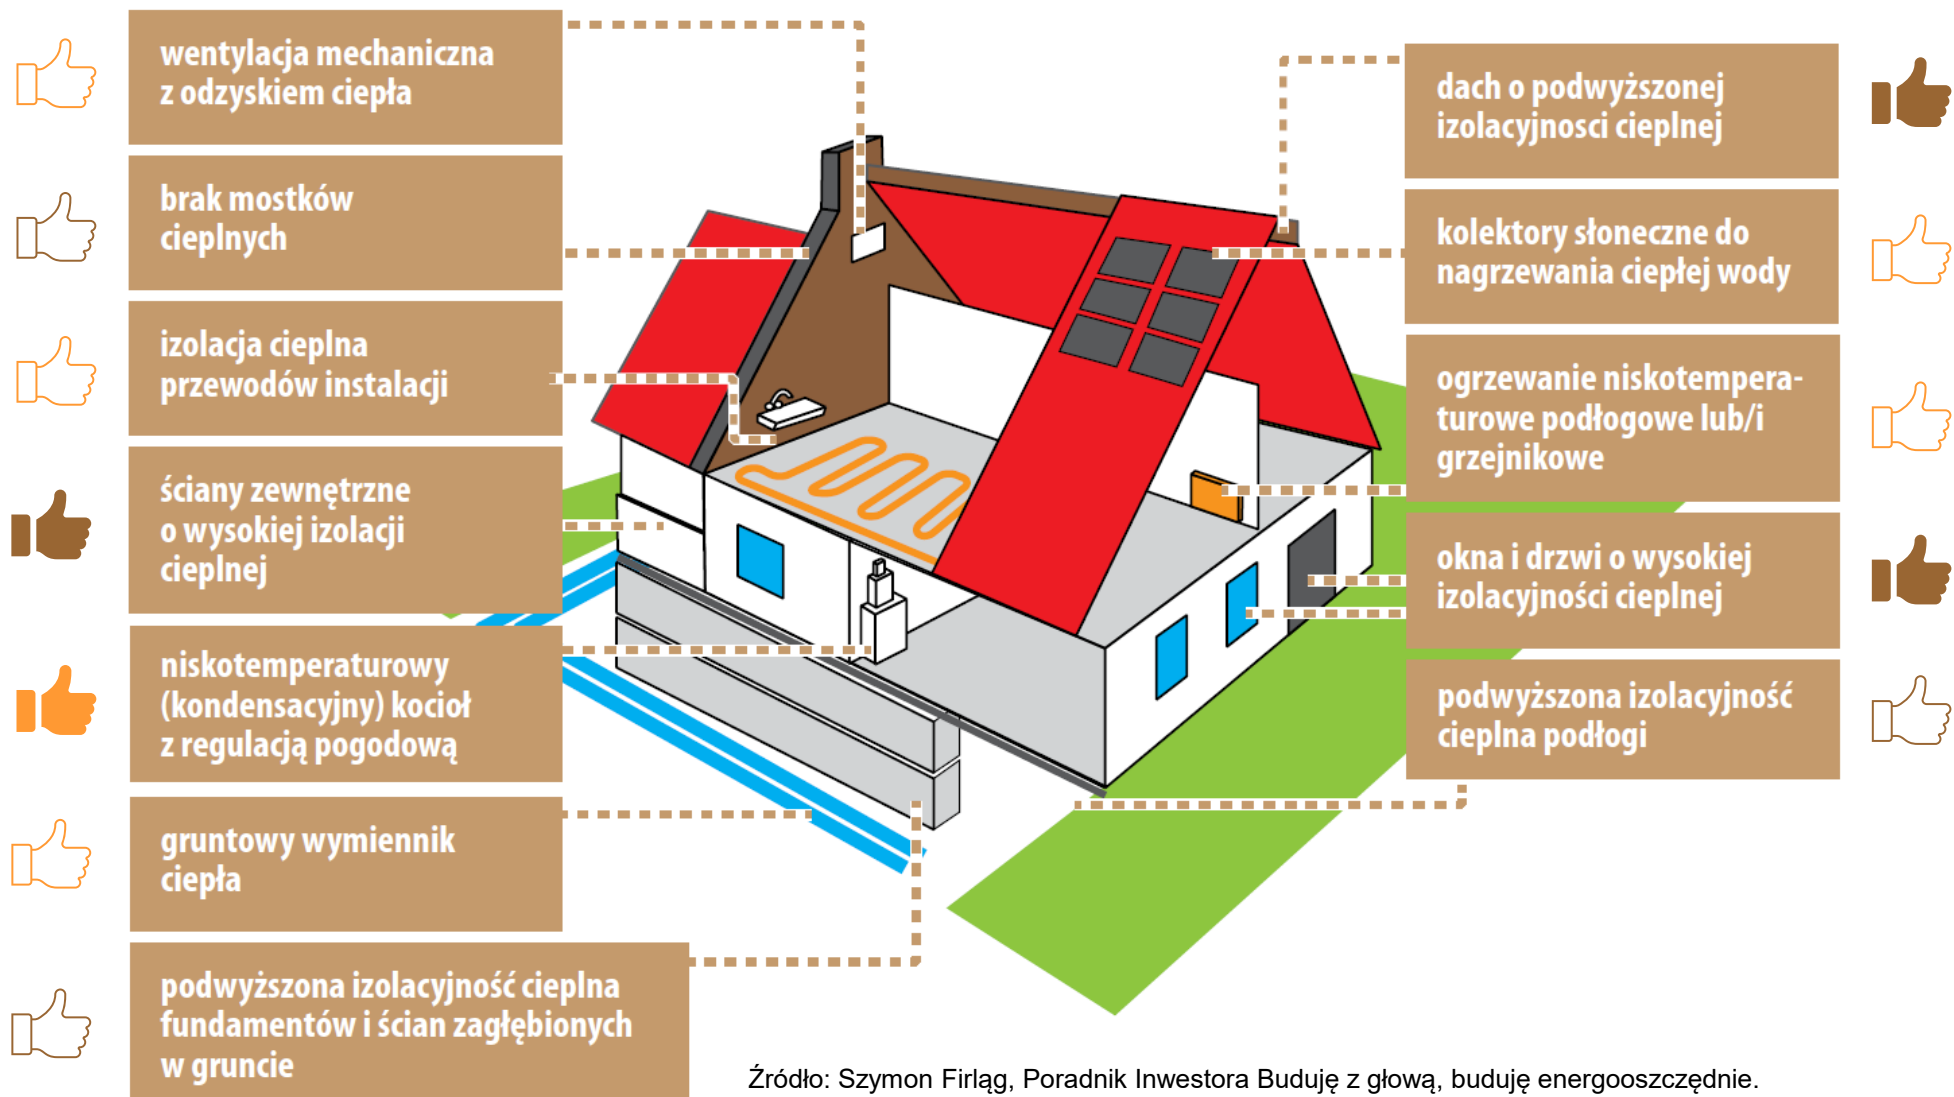 wentylacja mechaniczna
z odzyskiem ciepła
brak mostków
cieplnych
izolacja cieplna
przewodów instalacji
ściany zewnętrzne
o wysokiej izolacji
cieplnej
niskotemperaturowy
(kondensacyjny) kocioł
z regulacją pogodową
gruntowy wymiennik
ciepła
podwyższona izolacyjność cieplna
fundamentów i ścian zagłębionych
w gruncie
dach o podwyższonej
izolacyjnosci cieplnej
kolektory słoneczne do
nagrzewania ciepłej wody
ogrzewanie niskotempera-
turowe podłogowe lub/i
grzejnikowe
okna i drzwi o wysokiej
izolacyjności cieplnej
podwyższona izolacyjność
cieplna podłogi
Źródło: Szymon Firląg, Poradnik Inwestora Buduję z głową, buduję energooszczędnie.